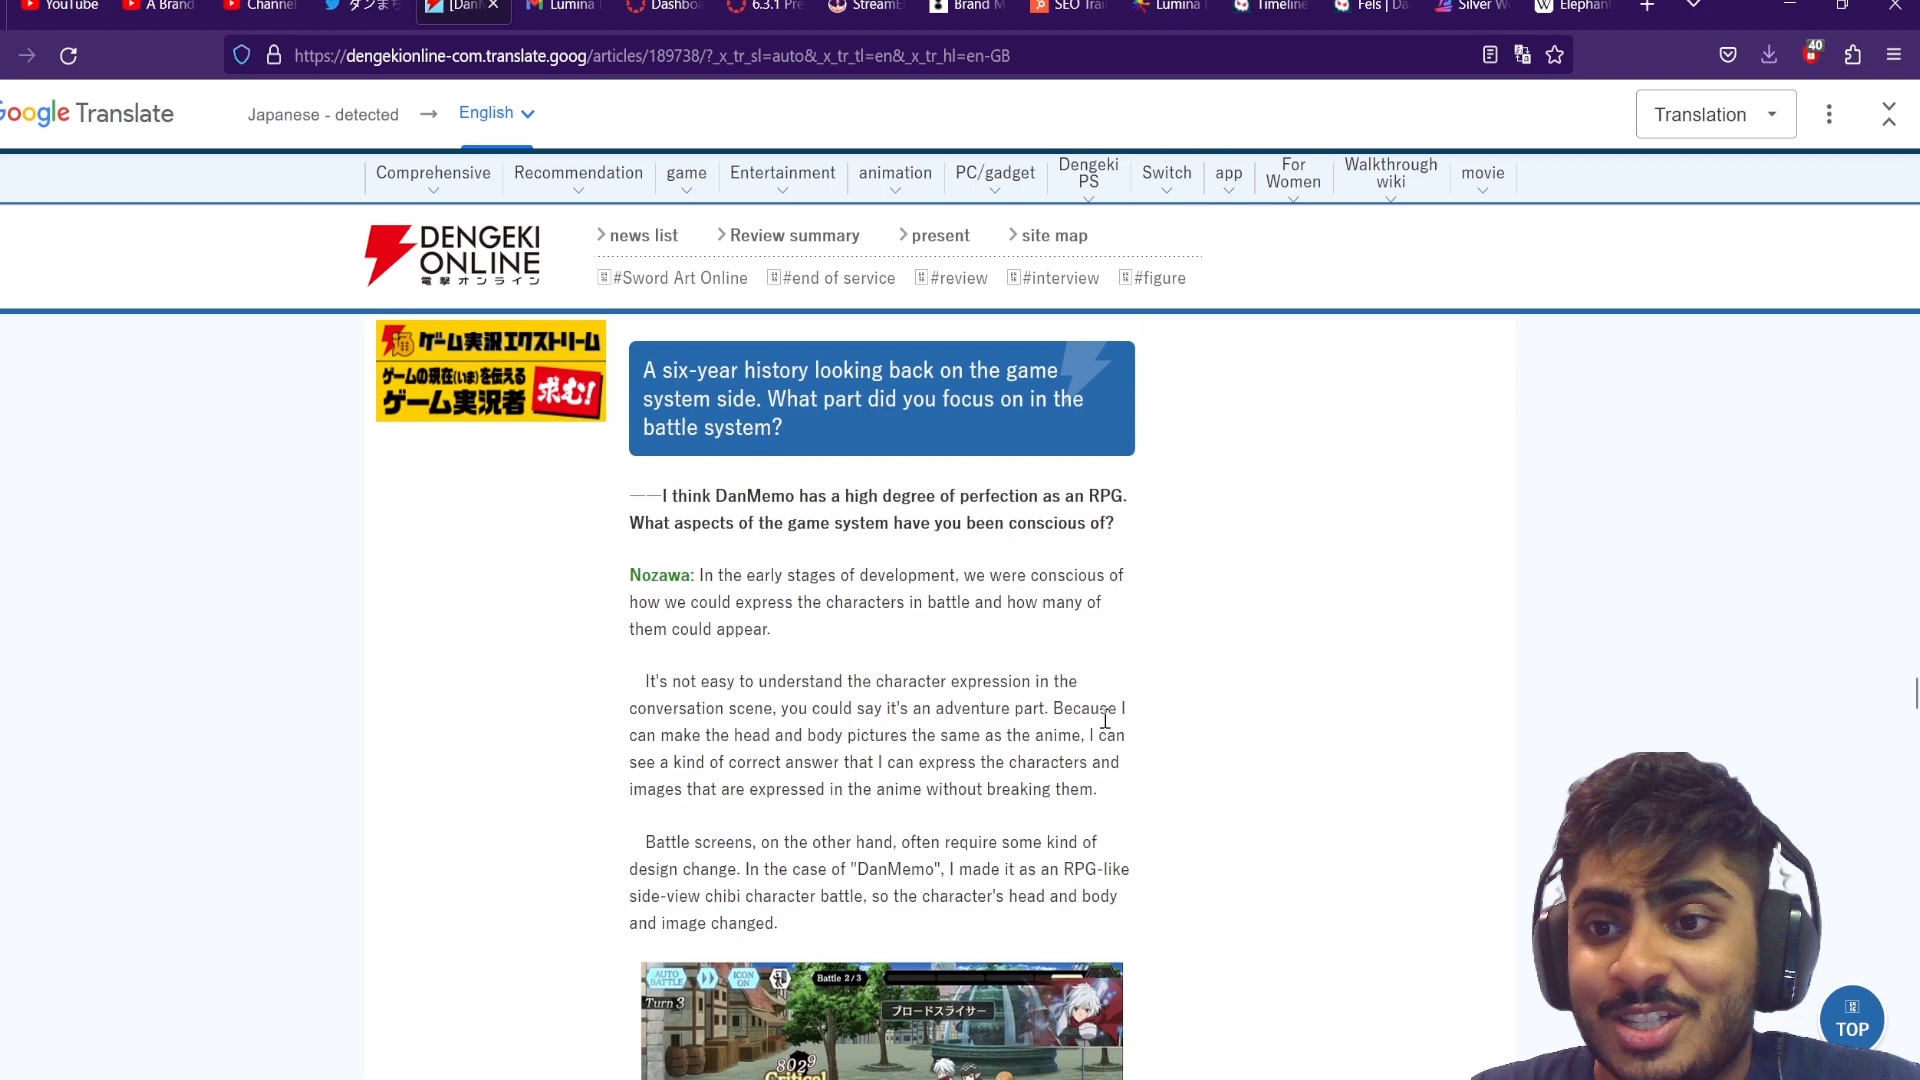 YouTube
A Brand
Channel
ダンまち
[Dan
Lumina
Dashbo
6.3.1 Pre
StreamE
Brand M
SEO Trai
Lumina
Timeline
Fels | Da
Silver W
Elephant
https://dengekionline-com.translate.goog/articles/189738/?_x_tr_sl=auto&_x_tr_tl=en&_x_tr_hl=en-GB
40
Google Translate
Japanese - detected → English
Translation
Comprehensive
Recommendation
game
Entertainment
animation
PC/gadget
Dengeki
PS
Switch
app
For
Women
Walkthrough
wiki
movie
DENGEKI
ONLINE
電撃オンライン
news list
Review summary
present
site map
#Sword Art Online
#end of service
#review
#interview
#figure
ゲーム実況エクストリーム
ゲームの現在(いま)を伝える
ゲーム実況者
求む!
A six-year history looking back on the game
system side. What part did you focus on in the
battle system?
——I think DanMemo has a high degree of perfection as an RPG.
What aspects of the game system have you been conscious of?
Nozawa: In the early stages of development, we were conscious of
how we could express the characters in battle and how many of
them could appear.
It's not easy to understand the character expression in the
conversation scene, you could say it's an adventure part. Because I
can make the head and body pictures the same as the anime, I can
see a kind of correct answer that I can express the characters and
images that are expressed in the anime without breaking them.
Battle screens, on the other hand, often require some kind of
design change. In the case of "DanMemo", I made it as an RPG-like
side-view chibi character battle, so the character's head and body
and image changed.
AUTO
BATTLE
ICON
ON
Battle 2/3
Turn 3
ブロードスライサー
8029
Critical
TOP